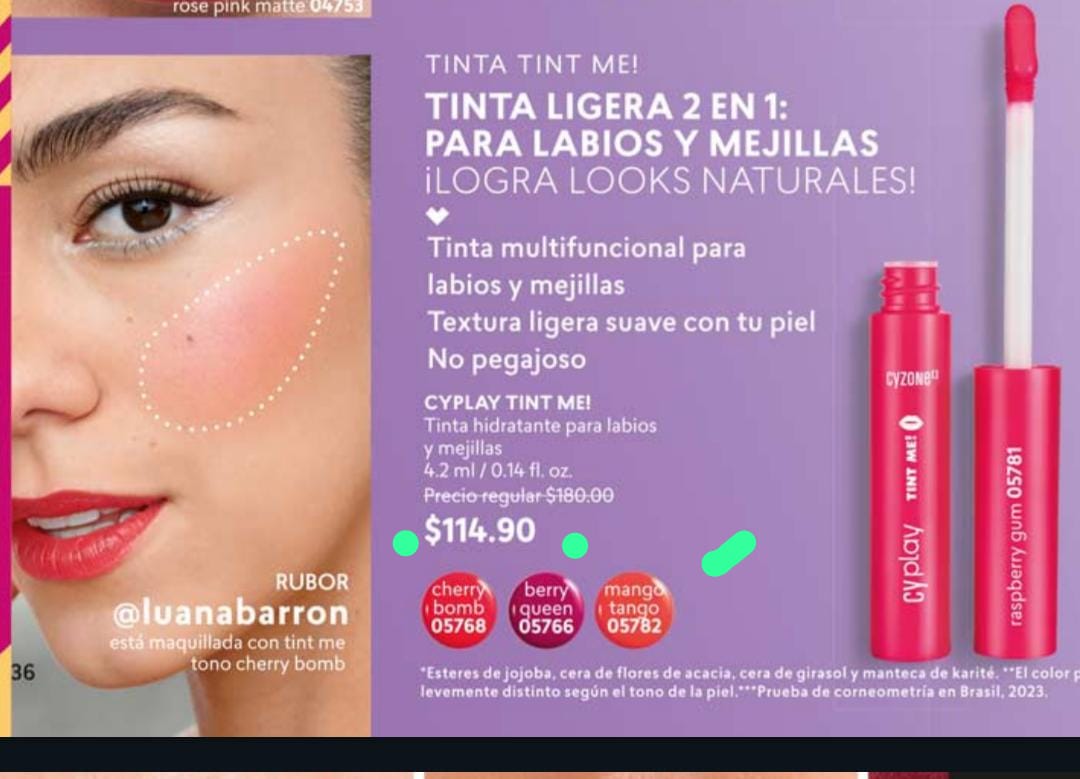 rose pink matte 04753
TINTA TINT ME!
TINTA LIGERA 2 EN 1:
PARA LABIOS Y MEJILLAS
¡LOGRA LOOKS NATURALES!
Tinta multifuncional para
labios y mejillas
Textura ligera suave con tu piel
No pegajoso
CYPLAY TINT ME!
Tinta hidratante para labios
y mejillas
4.2 ml / 0.14 fl. oz.
Precio regular $180.00
$114.90
cherry
bomb
05768
berry
queen
05766
mango
tango
05782
*Esteres de jojoba, cera de flores de acacia, cera de girasol y manteca de karité. **El color
levemente distinto según el tono de la piel.***Prueba de corneometría en Brasil, 2023.
RUBOR
@luanabarron
está maquillada con tint me
tono cherry bomb
36
cyzone
cyplay TINT ME!
raspberry gum 05781